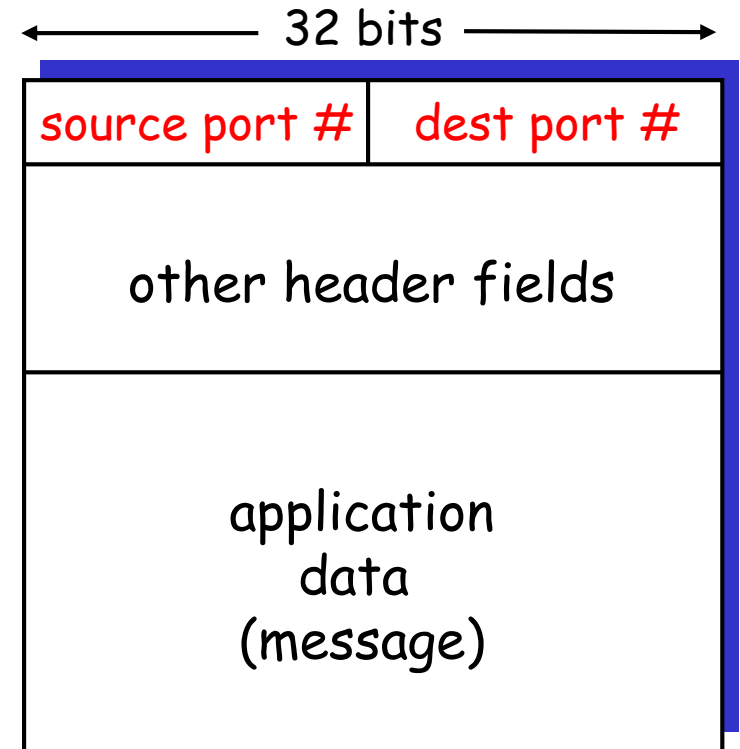 32 bits
source port # dest port #
other header fields
application
data
(message)